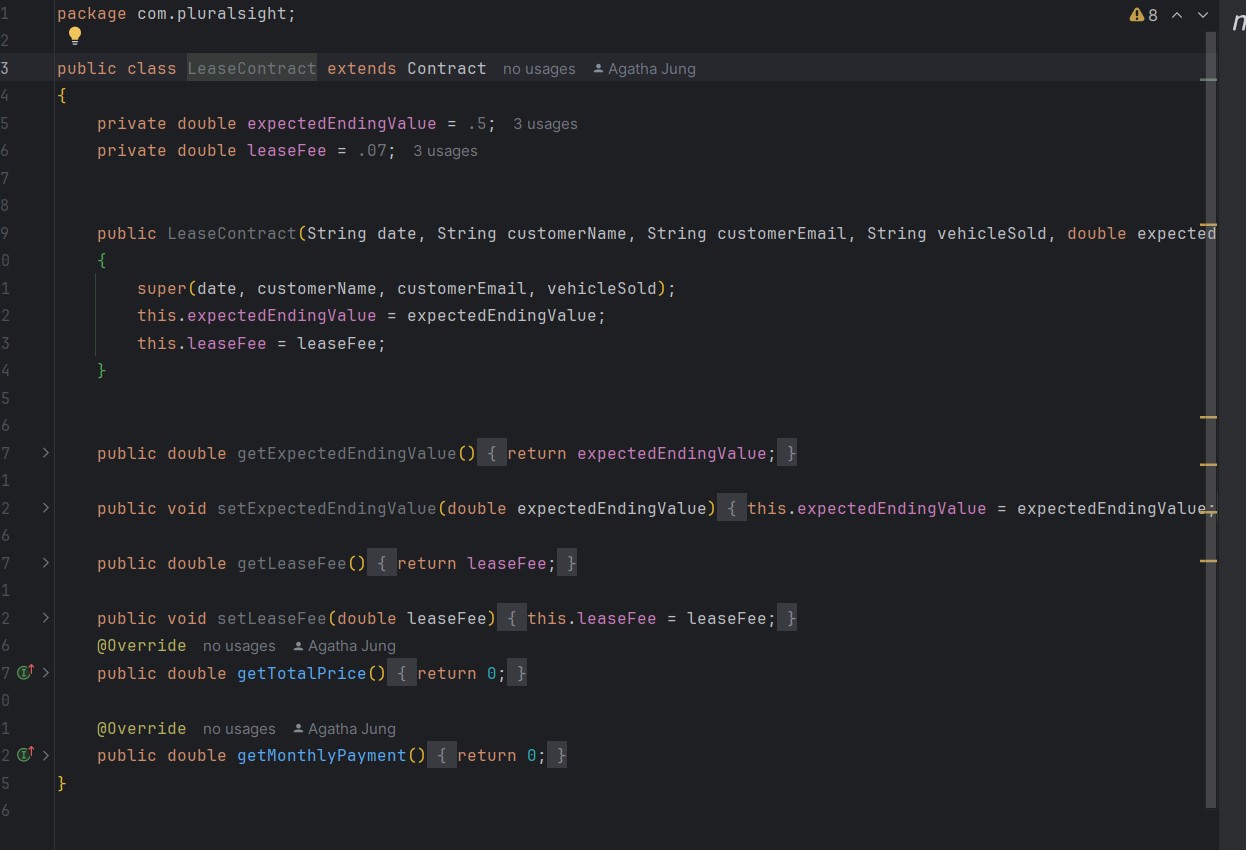 1 package com.pluralsight; 8
2
3 public class LeaseContract extends Contract no usages Agatha Jung
4 {
5 private double expectedEndingValue = .5; 3 usages
6 private double leaseFee = .07; 3 usages
7
8
9 public LeaseContract(String date, String customerName, String customerEmail, String vehicleSold, double expected
0 {
1 super(date, customerName, customerEmail, vehicleSold);
2 this.expectedEndingValue = expectedEndingValue;
3 this.leaseFee = leaseFee;
4 }
5
6
7 public double getExpectedEndingValue() { return expectedEndingValue; }
1
2 public void setExpectedEndingValue(double expectedEndingValue) { this.expectedEndingValue = expectedEndingValue;
6
7 public double getLeaseFee() { return leaseFee; }
1
2 public void setLeaseFee(double leaseFee) { this.leaseFee = leaseFee; }
6 @Override no usages Agatha Jung
7 public double getTotalPrice() { return 0; }
0
1 @Override no usages Agatha Jung
2 public double getMonthlyPayment() { return 0; }
5 }
6